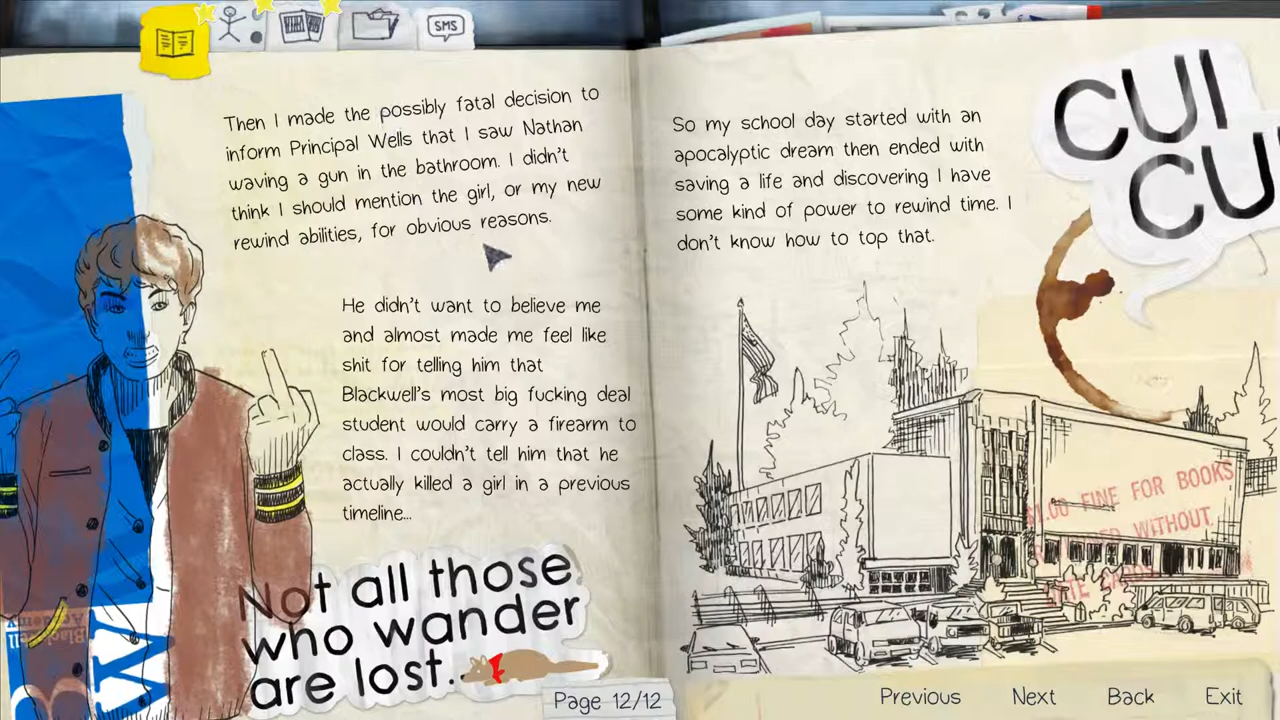 SMS
Then I made the possibly fatal decision to
inform Principal Wells that I saw Nathan
waving a gun in the bathroom. I didn't
think I should mention the girl, or my new
rewind abilities, for obvious reasons.
He didn't want to believe me
and almost made me feel like
shit for telling him that
Blackwell's most big fucking deal
student would carry a firearm to
class. I couldn't tell him that he
actually killed a girl in a previous
timeline...
Not all those
who wander
are lost.
Blackwell
Academy
So my school day started with an
apocalyptic dream then ended with
saving a life and discovering I have
some kind of power to rewind time. I
don't know how to top that.
CUI
CU
$1.00 FINE FOR BOOKS
WITHOUT
Page 12/12
Previous
Next
Back
Exit